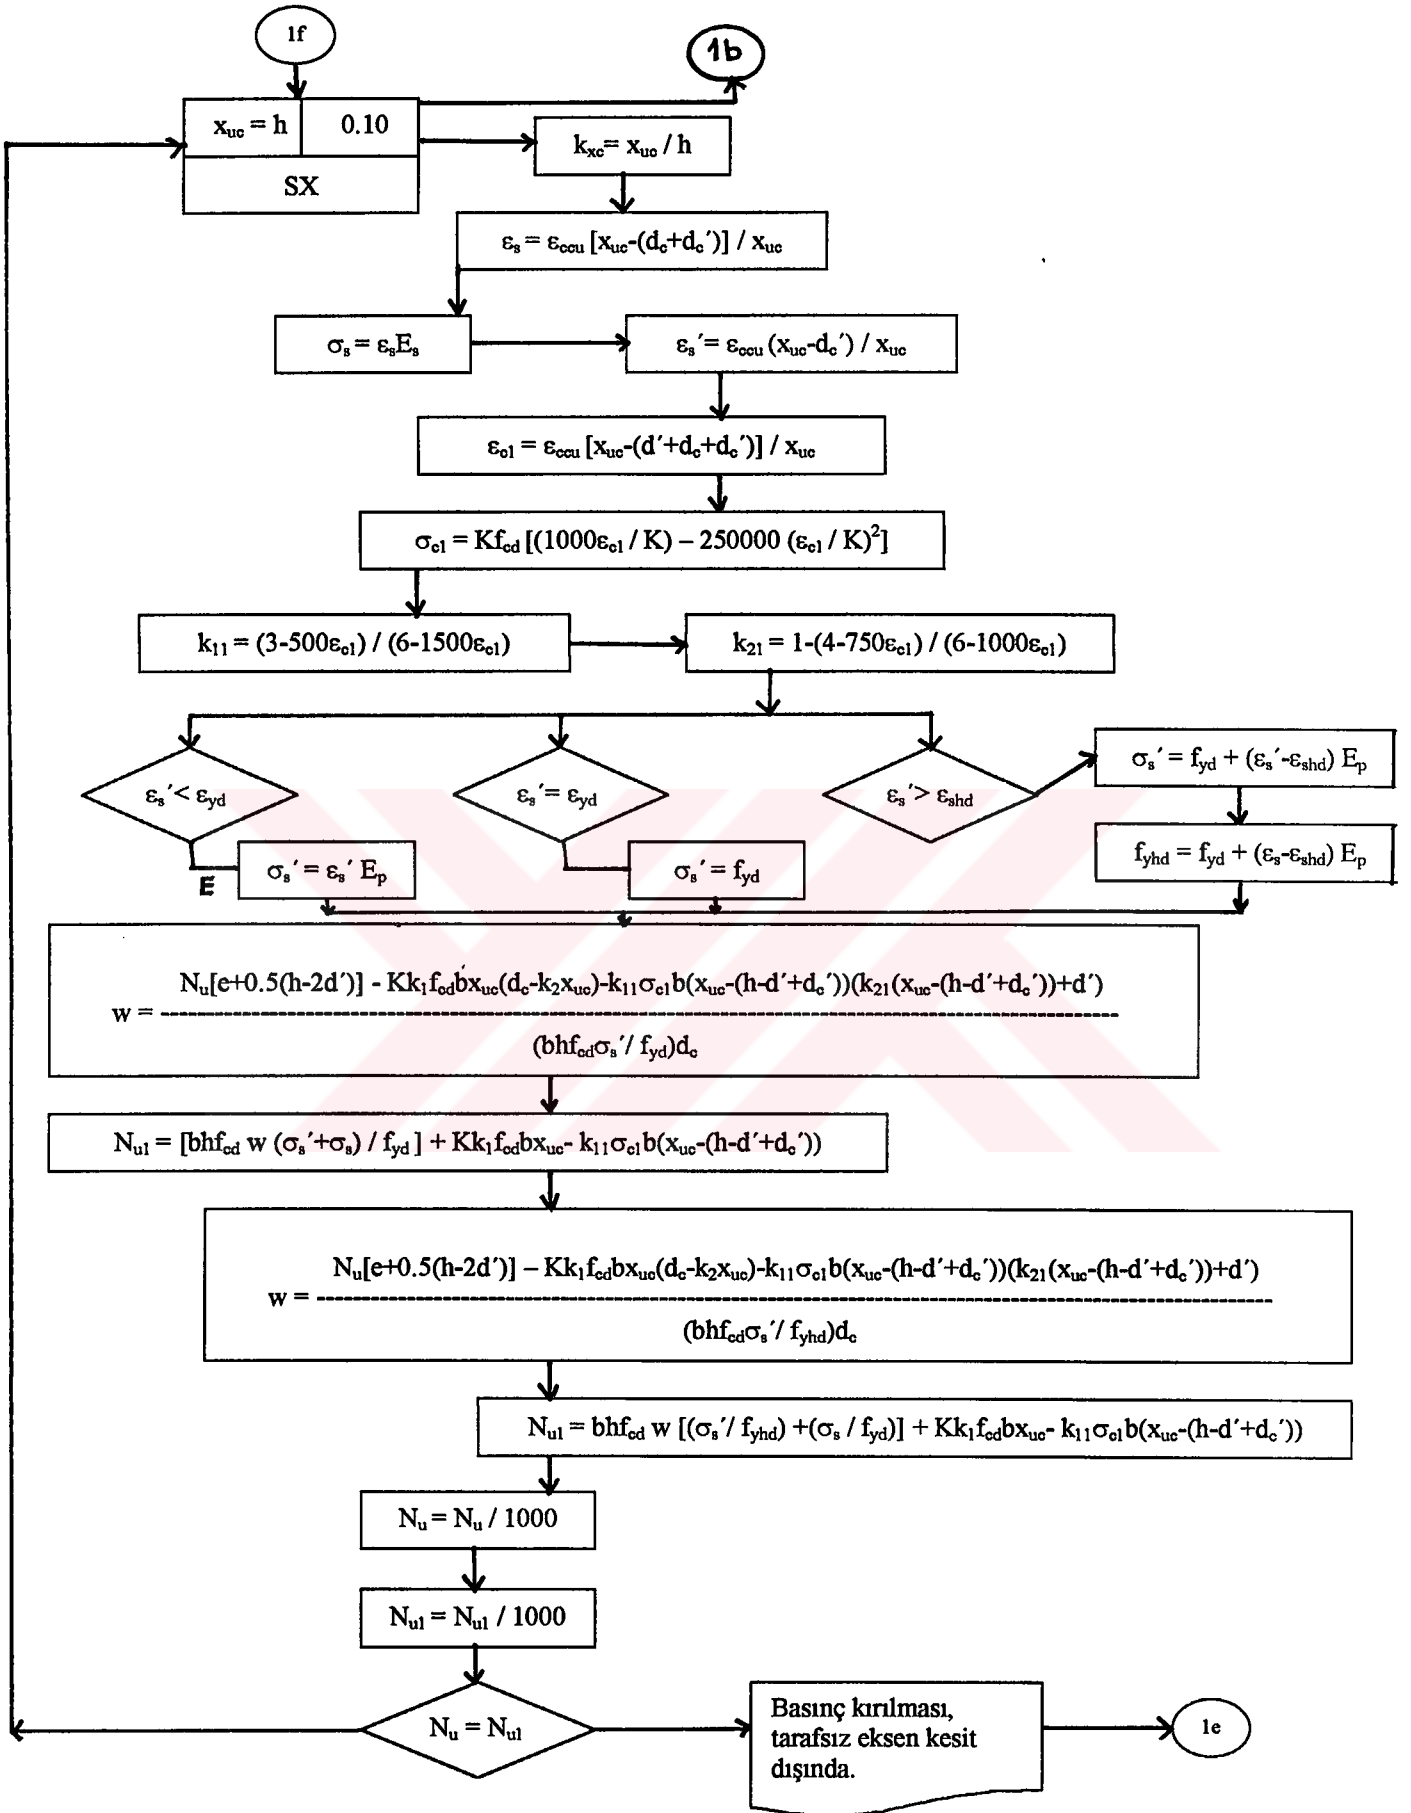 1f
1b
x_uc = h 0.10
SX
k_xc = x_uc / h
ε_s = ε_ccu [x_uc-(d_c+d_c´)] / x_uc
σ_s = ε_sE_s
ε_s´= ε_ccu (x_uc-d_c´) / x_uc
ε_c1 = ε_ccu [x_uc-(d´+d_c+d_c´)] / x_uc
σ_c1 = Kf_cd [(1000ε_c1 / K) – 250000 (ε_c1 / K)²]
k_11 = (3-500ε_c1) / (6-1500ε_c1)
k_21 = 1-(4-750ε_c1) / (6-1000ε_c1)
ε_s´< ε_yd
ε_s´= ε_yd
ε_s´> ε_shd
σ_s´ = f_yd + (ε_s´-ε_shd) E_p
f_yhd = f_yd + (ε_s-ε_shd) E_p
E
σ_s´ = ε_s´ E_p
σ_s´ = f_yd
N_u[e+0.5(h-2d´)] - Kk_1f_cdbx_uc(d_c-k_2x_uc)-k_11σ_c1b(x_uc-(h-d´+d_c´))(k_21(x_uc-(h-d´+d_c´))+d´)
w =
(bhf_cdσ_s´/ f_yd)d_c
N_u1 = [bhf_cd w (σ_s´+σ_s) / f_yd ] + Kk_1f_cdbx_uc- k_11σ_c1b(x_uc-(h-d´+d_c´))
N_u[e+0.5(h-2d´)] – Kk_1f_cdbx_uc(d_c-k_2x_uc)-k_11σ_c1b(x_uc-(h-d´+d_c´))(k_21(x_uc-(h-d´+d_c´))+d´)
w =
(bhf_cdσ_s´/ f_yhd)d_c
N_u1 = bhf_cd w [(σ_s´/ f_yhd) +(σ_s / f_yd)] + Kk_1f_cdbx_uc- k_11σ_c1b(x_uc-(h-d´+d_c´))
N_u = N_u / 1000
N_u1 = N_u1 / 1000
N_u = N_u1
Basınç kırılması,
tarafsız eksen kesit
dışında.
1e